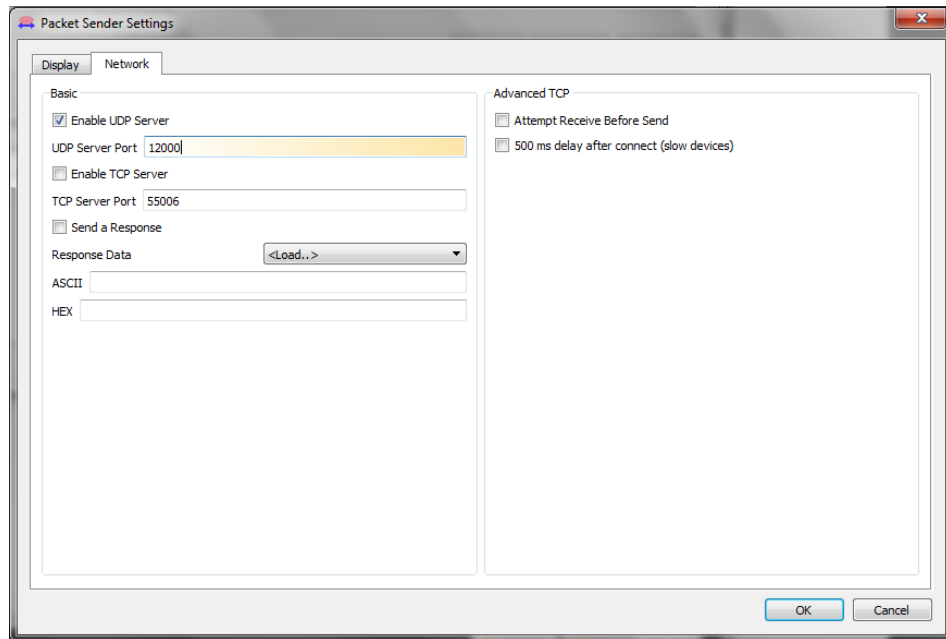 Packet Sender Settings
Display Network
Basic
Enable UDP Server
UDP Server Port 12000
Enable TCP Server
TCP Server Port 55006
Send a Response
Response Data <Load..>
ASCII
HEX
Advanced TCP
Attempt Receive Before Send
500 ms delay after connect (slow devices)
OK Cancel